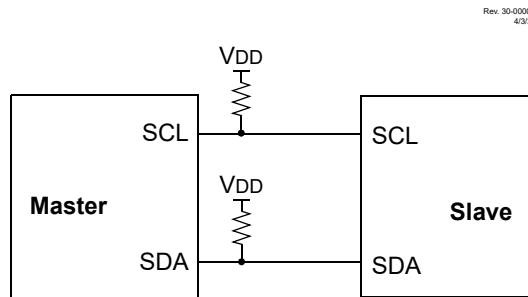 Rev. 30-0000
4/3/
VDD
SCL
SCL
VDD
Master
Slave
SDA
SDA